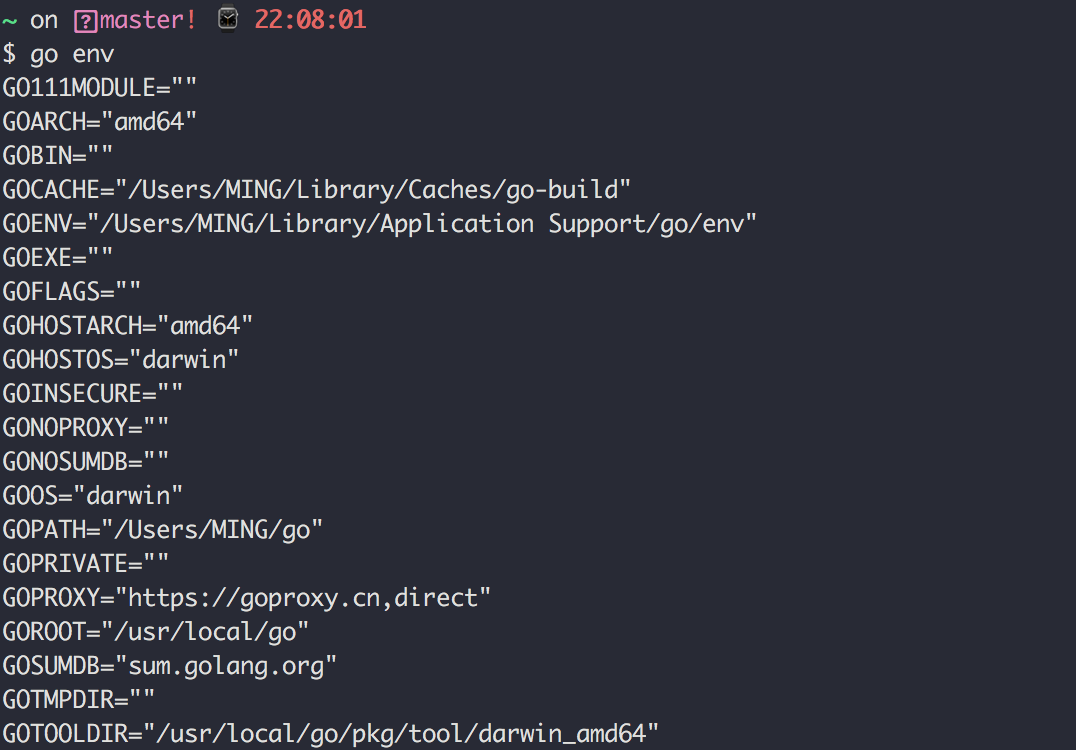 ~ on ?master! 22:08:01
$ go env
GO111MODULE=""
GOARCH="amd64"
GOBIN=""
GOCACHE="/Users/MING/Library/Caches/go-build"
GOENV="/Users/MING/Library/Application Support/go/env"
GOEXE=""
GOFLAGS=""
GOHOSTARCH="amd64"
GOHOSTOS="darwin"
GOINSECURE=""
GONOPROXY=""
GONOSUMDB=""
GOOS="darwin"
GOPATH="/Users/MING/go"
GOPRIVATE=""
GOPROXY="https://goproxy.cn,direct"
GOROOT="/usr/local/go"
GOSUMDB="sum.golang.org"
GOTMPDIR=""
GOTOOLDIR="/usr/local/go/pkg/tool/darwin_amd64"